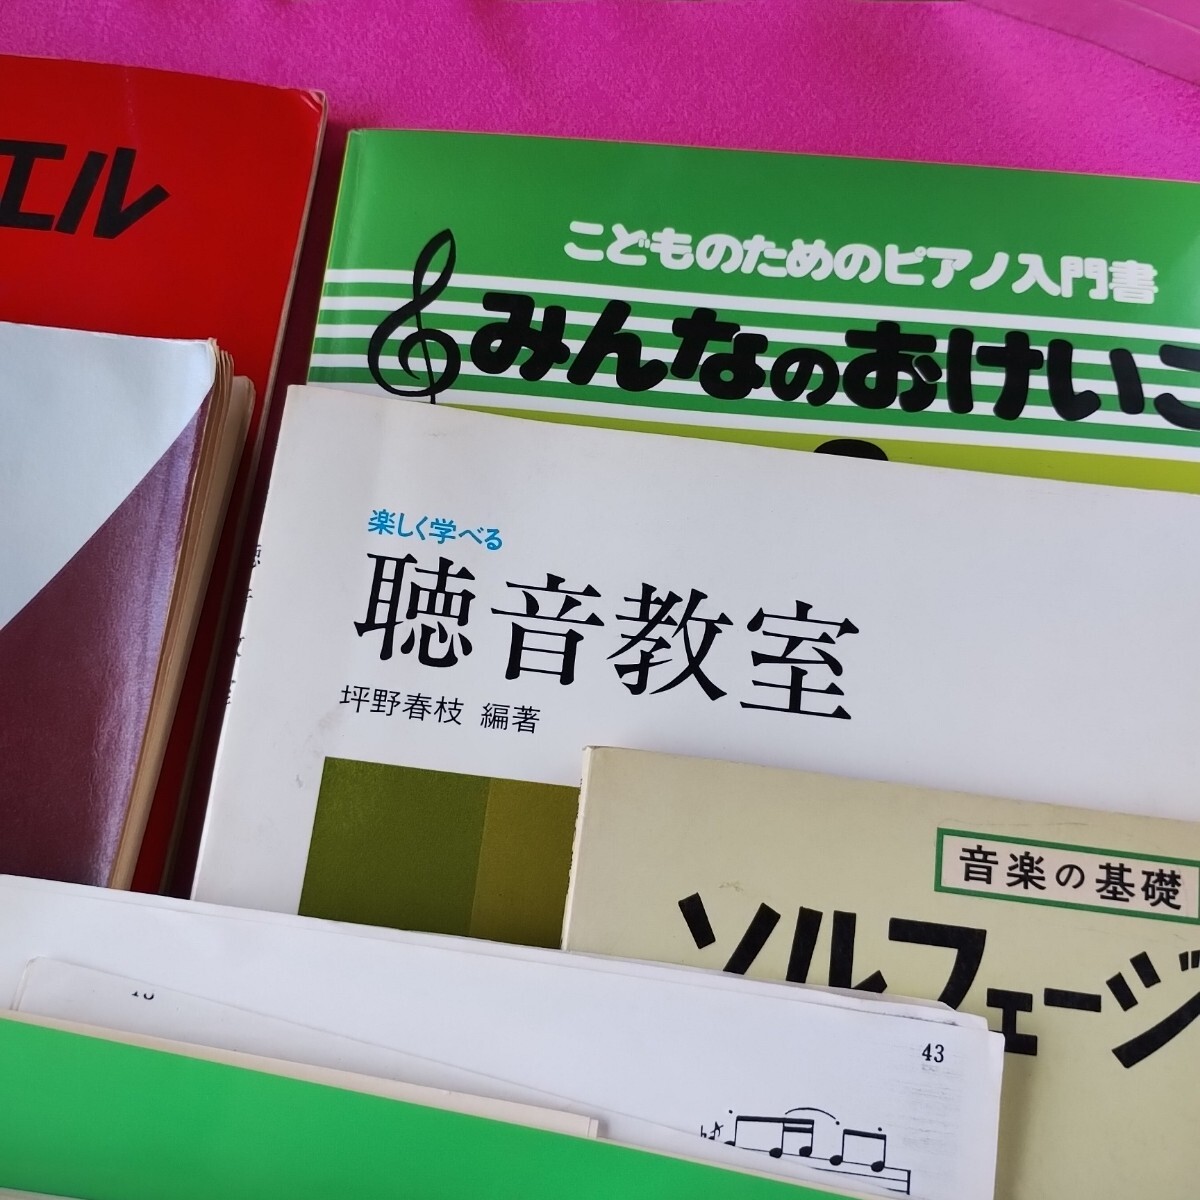 エル
こどものためのピアノ入門書
みんなのおけいこ
楽しく学べる
聴音教室
坪野春枝 編著
音楽の基礎
ソルフェージ
43